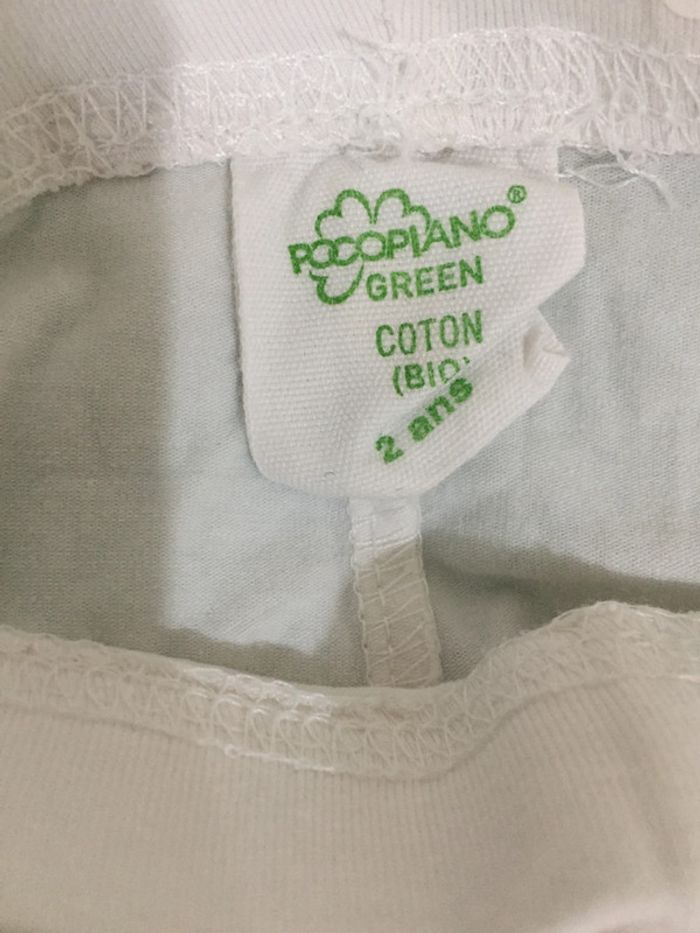 POCOPIANO®
GREEN
COTON
(BIO)
2 ans